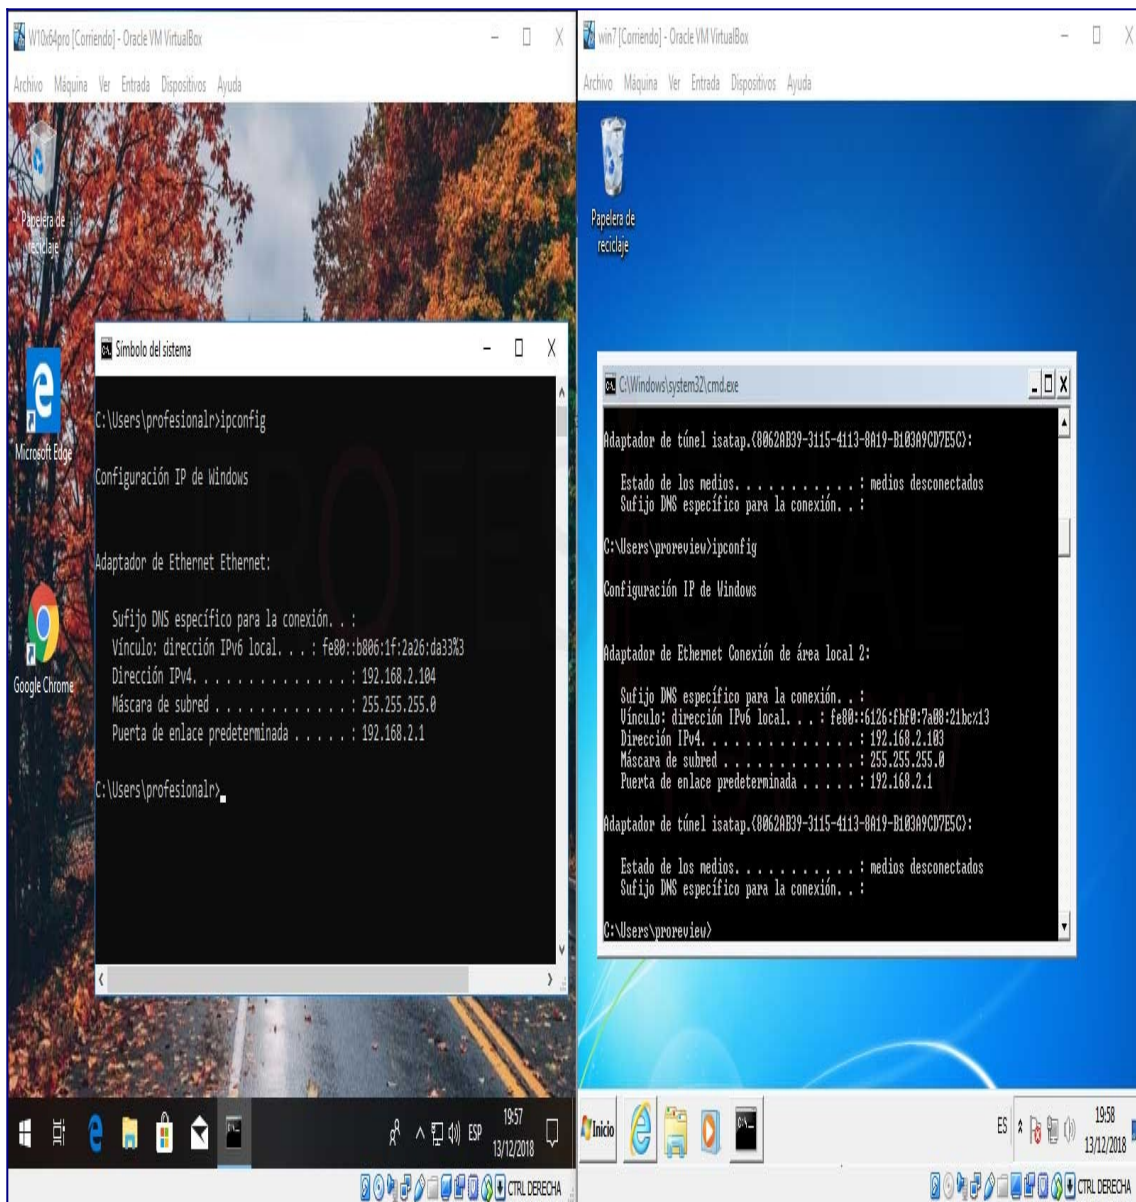 W10x64pro [Corriendo] - Oracle VM VirtualBox
Archivo Máquina Ver Entrada Dispositivos Ayuda
Papelera de
reciclaje
Microsoft Edge
Google Chrome
Símbolo del sistema
C:\Users\profesionalr>ipconfig
Configuración IP de Windows
Adaptador de Ethernet Ethernet:
Sufijo DNS específico para la conexión. . :
Vínculo: dirección IPv6 local. . . : fe80::b806:1f:2a26:da33%3
Dirección IPv4. . . . . . . . . . . . . . : 192.168.2.104
Máscara de subred . . . . . . . . . . . . : 255.255.255.0
Puerta de enlace predeterminada . . . . . : 192.168.2.1
C:\Users\profesionalr>
ESP
19:57
13/12/2018
CTRL DERECHA
win7 [Corriendo] - Oracle VM VirtualBox
Archivo Máquina Ver Entrada Dispositivos Ayuda
Papelera de
reciclaje
C:\Windows\system32\cmd.exe
Adaptador de túnel isatap.{8062AB39-3115-4113-8A19-B103A9CD7E5C}:
Estado de los medios. . . . . . . . . . . : medios desconectados
Sufijo DNS específico para la conexión. . :
C:\Users\proreview>ipconfig
Configuración IP de Windows
Adaptador de Ethernet Conexión de área local 2:
Sufijo DNS específico para la conexión. . :
Vínculo: dirección IPv6 local. . . : fe80::6126:fbf0:7a08:21bc%13
Dirección IPv4. . . . . . . . . . . . . . : 192.168.2.103
Máscara de subred . . . . . . . . . . . . : 255.255.255.0
Puerta de enlace predeterminada . . . . . : 192.168.2.1
Adaptador de túnel isatap.{8062AB39-3115-4113-8A19-B103A9CD7E5C}:
Estado de los medios. . . . . . . . . . . : medios desconectados
Sufijo DNS específico para la conexión. . :
C:\Users\proreview>
Inicio
ES
19:58
13/12/2018
CTRL DERECHA